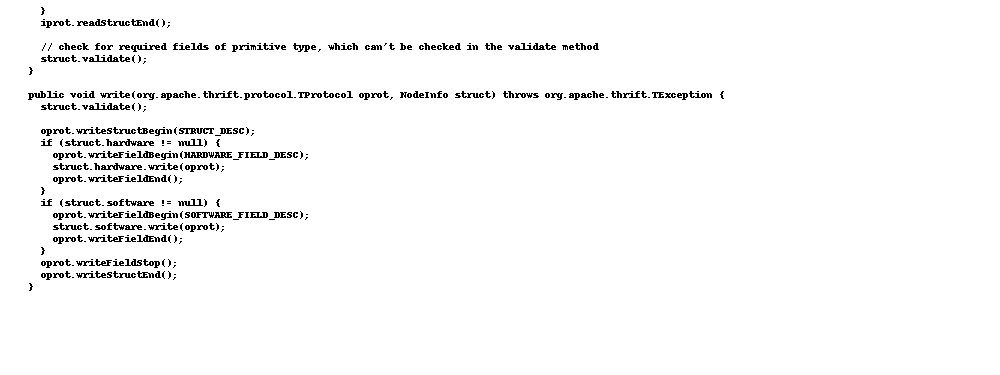 }
iprot.readStructEnd();

// check for required fields of primitive type, which can't be checked in the validate method
struct.validate();
}

public void write(org.apache.thrift.protocol.TProtocol oprot, NodeInfo struct) throws org.apache.thrift.TException {
struct.validate();

oprot.writeStructBegin(STRUCT_DESC);
if (struct.hardware != null) {
oprot.writeFieldBegin(HARDWARE_FIELD_DESC);
struct.hardware.write(oprot);
oprot.writeFieldEnd();
}
if (struct.software != null) {
oprot.writeFieldBegin(SOFTWARE_FIELD_DESC);
struct.software.write(oprot);
oprot.writeFieldEnd();
}
oprot.writeFieldStop();
oprot.writeStructEnd();
}